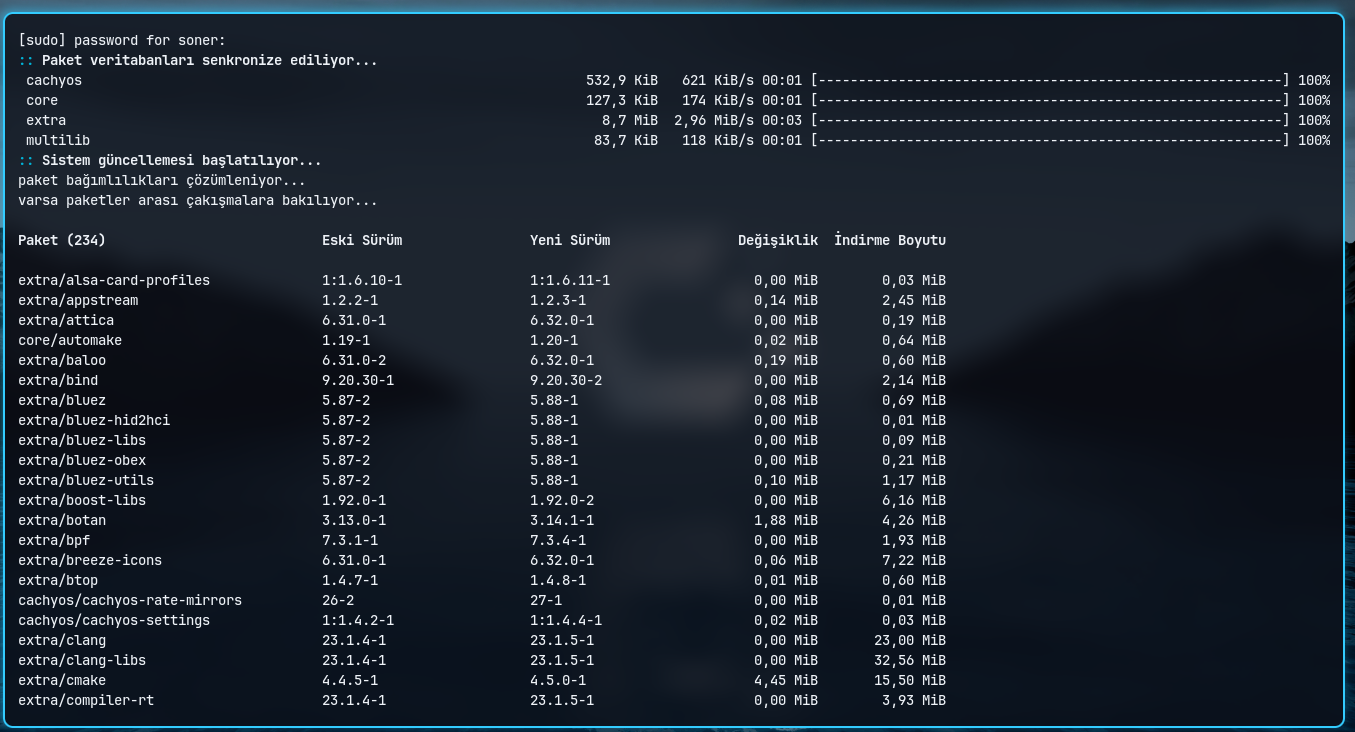 [sudo] password for soner:
:: Paket veritabanları senkronize ediliyor...
cachyos 532,9 KiB 621 KiB/s 00:01 [----------------------------------------------------------] 100%
core 127,3 KiB 174 KiB/s 00:01 [----------------------------------------------------------] 100%
extra 8,7 MiB 2,96 MiB/s 00:03 [----------------------------------------------------------] 100%
multilib 83,7 KiB 118 KiB/s 00:01 [----------------------------------------------------------] 100%
:: Sistem güncellemesi başlatılıyor...
paket bağımlılıkları çözümleniyor...
varsa paketler arası çakışmalara bakılıyor...
Paket (234) Eski Sürüm Yeni Sürüm Değişiklik İndirme Boyutu
extra/alsa-card-profiles 1:1.6.10-1 1:1.6.11-1 0,00 MiB 0,03 MiB
extra/appstream 1.2.2-1 1.2.3-1 0,14 MiB 2,45 MiB
extra/attica 6.31.0-1 6.32.0-1 0,00 MiB 0,19 MiB
core/automake 1.19-1 1.20-1 0,02 MiB 0,64 MiB
extra/baloo 6.31.0-2 6.32.0-1 0,19 MiB 0,60 MiB
extra/bind 9.20.30-1 9.20.30-2 0,00 MiB 2,14 MiB
extra/bluez 5.87-2 5.88-1 0,08 MiB 0,69 MiB
extra/bluez-hid2hci 5.87-2 5.88-1 0,00 MiB 0,01 MiB
extra/bluez-libs 5.87-2 5.88-1 0,00 MiB 0,09 MiB
extra/bluez-obex 5.87-2 5.88-1 0,00 MiB 0,21 MiB
extra/bluez-utils 5.87-2 5.88-1 0,10 MiB 1,17 MiB
extra/boost-libs 1.92.0-1 1.92.0-2 0,00 MiB 6,16 MiB
extra/botan 3.13.0-1 3.14.1-1 1,88 MiB 4,26 MiB
extra/bpf 7.3.1-1 7.3.4-1 0,00 MiB 1,93 MiB
extra/breeze-icons 6.31.0-1 6.32.0-1 0,06 MiB 7,22 MiB
extra/btop 1.4.7-1 1.4.8-1 0,01 MiB 0,60 MiB
cachyos/cachyos-rate-mirrors 26-2 27-1 0,00 MiB 0,01 MiB
cachyos/cachyos-settings 1:1.4.2-1 1:1.4.4-1 0,02 MiB 0,03 MiB
extra/clang 23.1.4-1 23.1.5-1 0,00 MiB 23,00 MiB
extra/clang-libs 23.1.4-1 23.1.5-1 0,00 MiB 32,56 MiB
extra/cmake 4.4.5-1 4.5.0-1 4,45 MiB 15,50 MiB
extra/compiler-rt 23.1.4-1 23.1.5-1 0,00 MiB 3,93 MiB